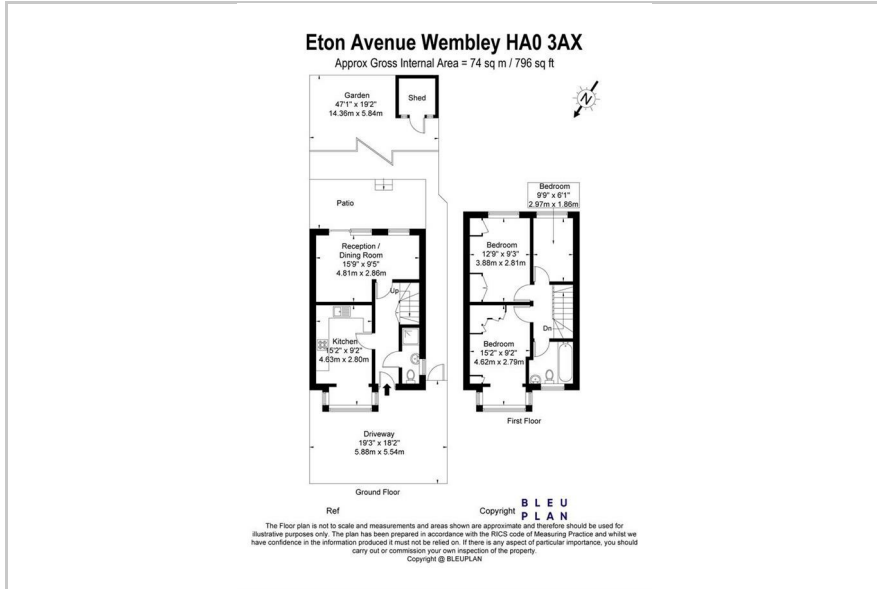 Eton Avenue Wembley HA0 3AX
Approx Gross Internal Area = 74 sq m / 796 sq ft
Garden
47'1" x 19'2"
14.36m x 5.84m
Shed
N
Patio
Reception /
Dining Room
15'9" x 9'5"
4.81m x 2.86m
Up
Kitchen
15'2" x 9'2"
4.63m x 2.80m
Driveway
19'3" x 18'2"
5.88m x 5.54m
Ground Floor
Bedroom
9'9" x 6'1"
2.97m x 1.86m
Bedroom
12'9" x 9'3"
3.88m x 2.81m
Dn
Bedroom
15'2" x 9'2"
4.62m x 2.79m
First Floor
Ref
Copyright
BLEU
PLAN
The Floor plan is not to scale and measurements and areas shown are approximate and therefore should be used for
illustrative purposes only. The plan has been prepared in accordance with the RICS code of Measuring Practice and whilst we
have confidence in the information produced it must not be relied on. If there is any aspect of particular importance, you should
carry out or commission your own inspection of the property.
Copyright @ BLEUPLAN